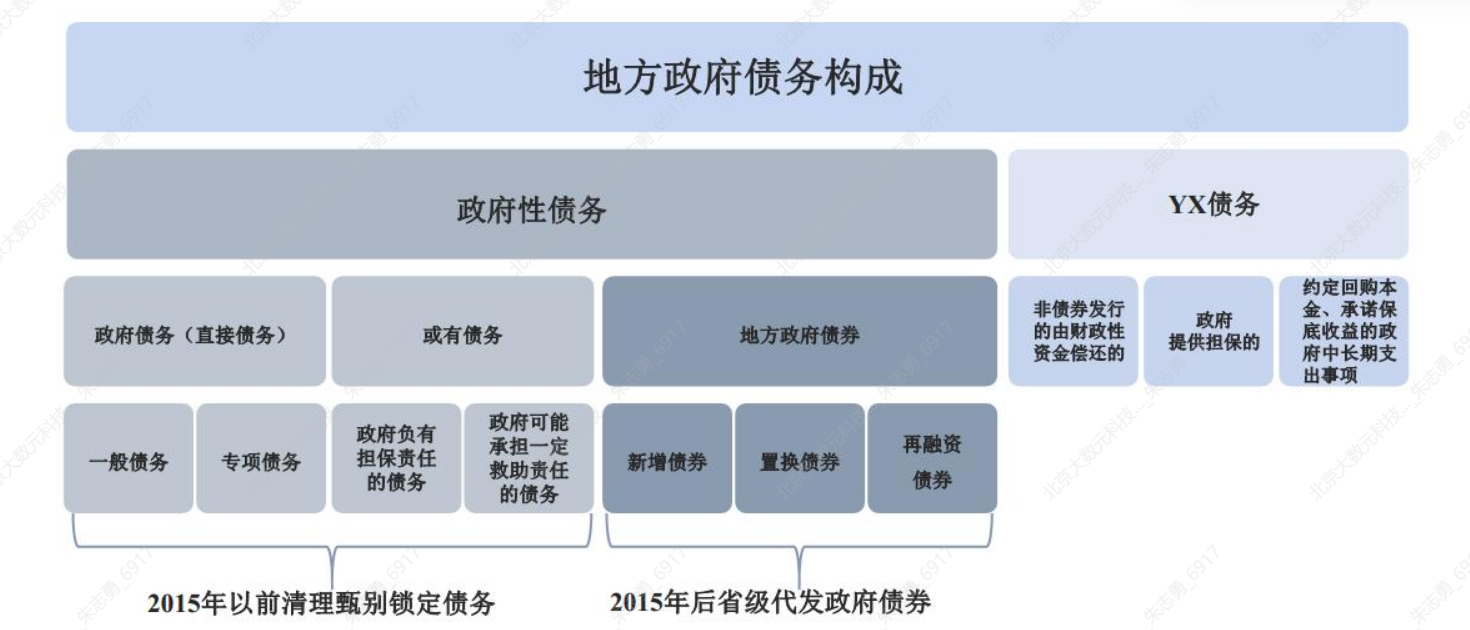 地方政府债务构成
政府性债务
YX债务
政府债务（直接债务）
或有债务
地方政府债券
非债券发行
的由财政性
资金偿还的
政府
提供担保的
约定回购本
金、承诺保
底收益的政
府中长期支
出事项
一般债务
专项债务
政府负有
担保责任
的债务
政府可能
承担一定
救助责任
的债务
新增债券
置换债券
再融资
债券
2015年以前清理甄别锁定债务
2015年后省级代发政府债券
北京大数元科技..._朱志勇_6917